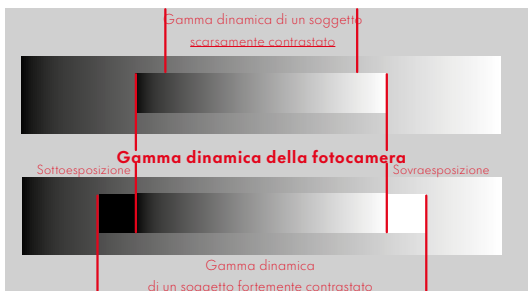 Gamma dinamica di un soggetto
scarsamente contrastato
Gamma dinamica della fotocamera
Sottoesposizione
Sovraesposizione
Gamma dinamica
di un soggetto fortemente contrastato